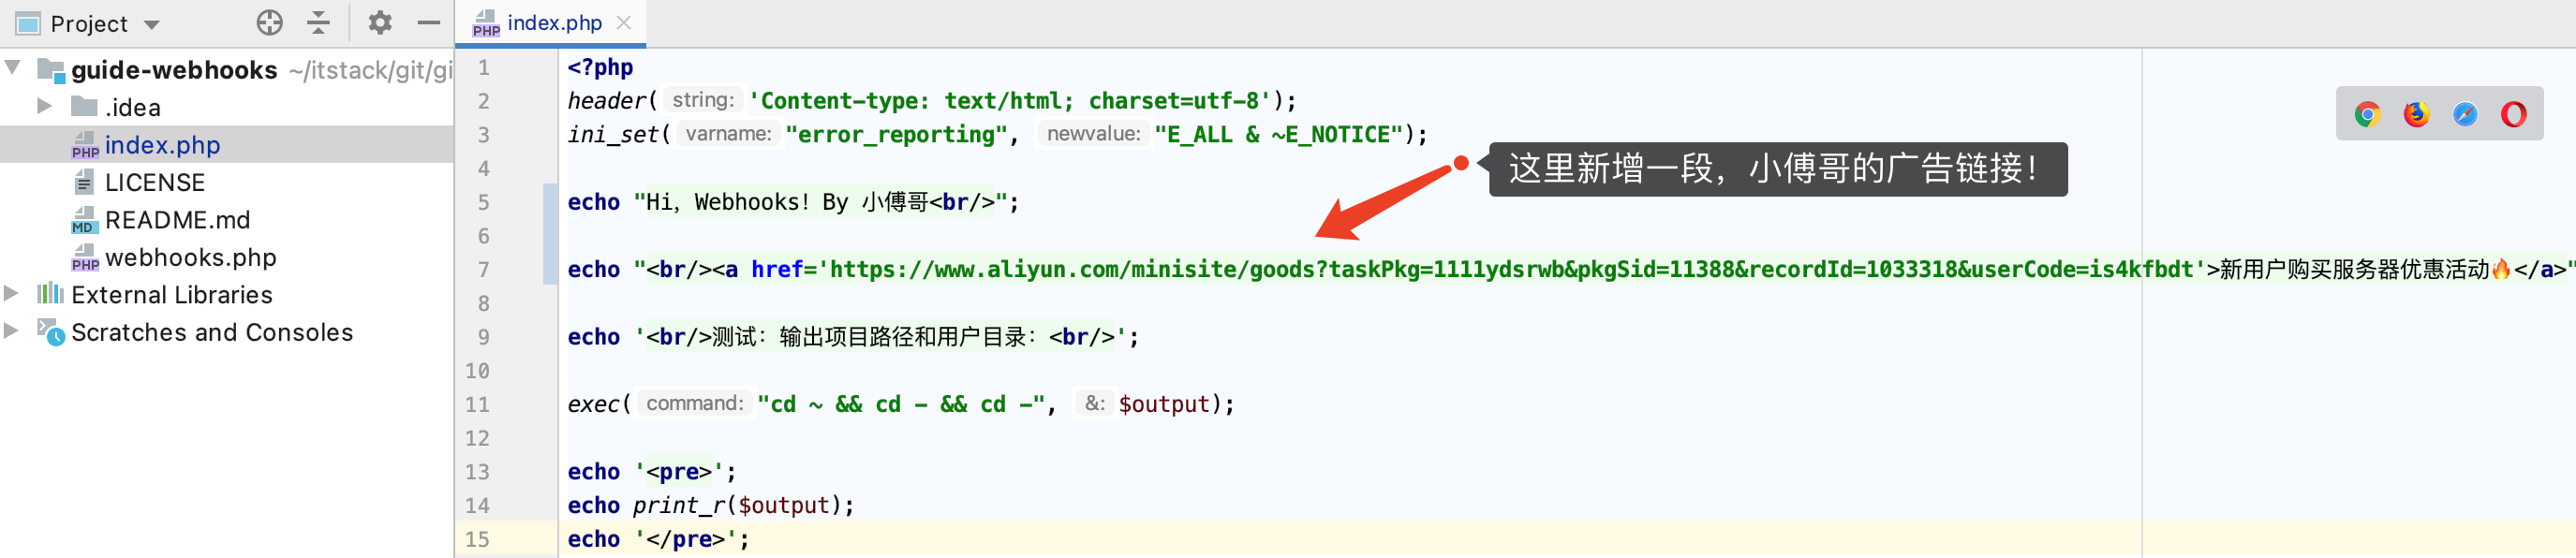 Project
index.php
guide-webhooks ~/itstack/git/gi
.idea
index.php
LICENSE
README.md
webhooks.php
External Libraries
Scratches and Consoles
1 <?php
2 header( string: 'Content-type: text/html; charset=utf-8');
3 ini_set( varname: "error_reporting", newvalue: "E_ALL & ~E_NOTICE");
4
这里新增一段，小傅哥的广告链接！
5 echo "Hi, Webhooks! By 小傅哥<br/>";
6
7 echo "<br/><a href='https://www.aliyun.com/minisite/goods?taskPkg=1111ydsrwb&pkgSid=11388&recordId=1033318&userCode=is4kfbdt'>新用户购买服务器优惠活动🔥</a>"
8
9 echo '<br/>测试：输出项目路径和用户目录：<br/>';
10
11 exec( command: "cd ~ && cd - && cd -", &: $output);
12
13 echo '<pre>';
14 echo print_r($output);
15 echo '</pre>';
PHP
PHP
MD
PHP